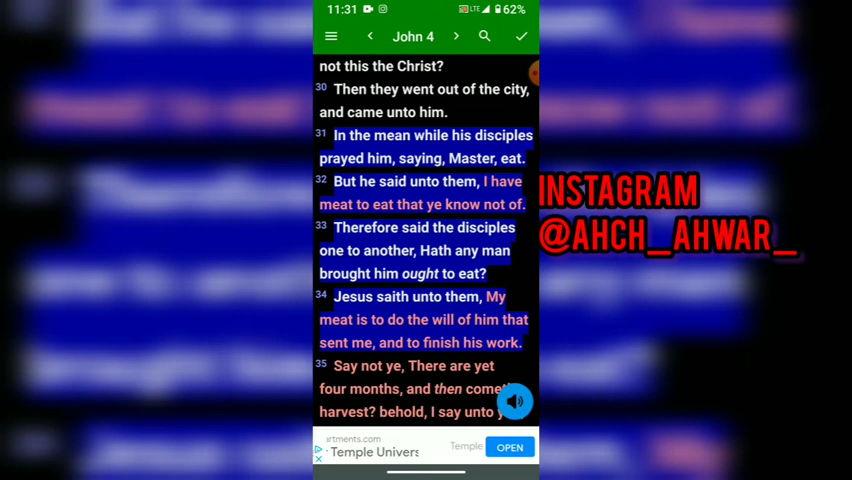 11:31 LTE 62%
John 4
not this the Christ?
30 Then they went out of the city,
and came unto him.
31 In the mean while his disciples
prayed him, saying, Master, eat.
32 But he said unto them, I have
meat to eat that ye know not of.
33 Therefore said the disciples
one to another, Hath any man
brought him ought to eat?
34 Jesus saith unto them, My
meat is to do the will of him that
sent me, and to finish his work.
35 Say not ye, There are yet
four months, and then
harvest? behold, I say unto
INSTAGRAM
@AHCH_AHWAR_
rtments.com
Temple Univers
Temple
OPEN